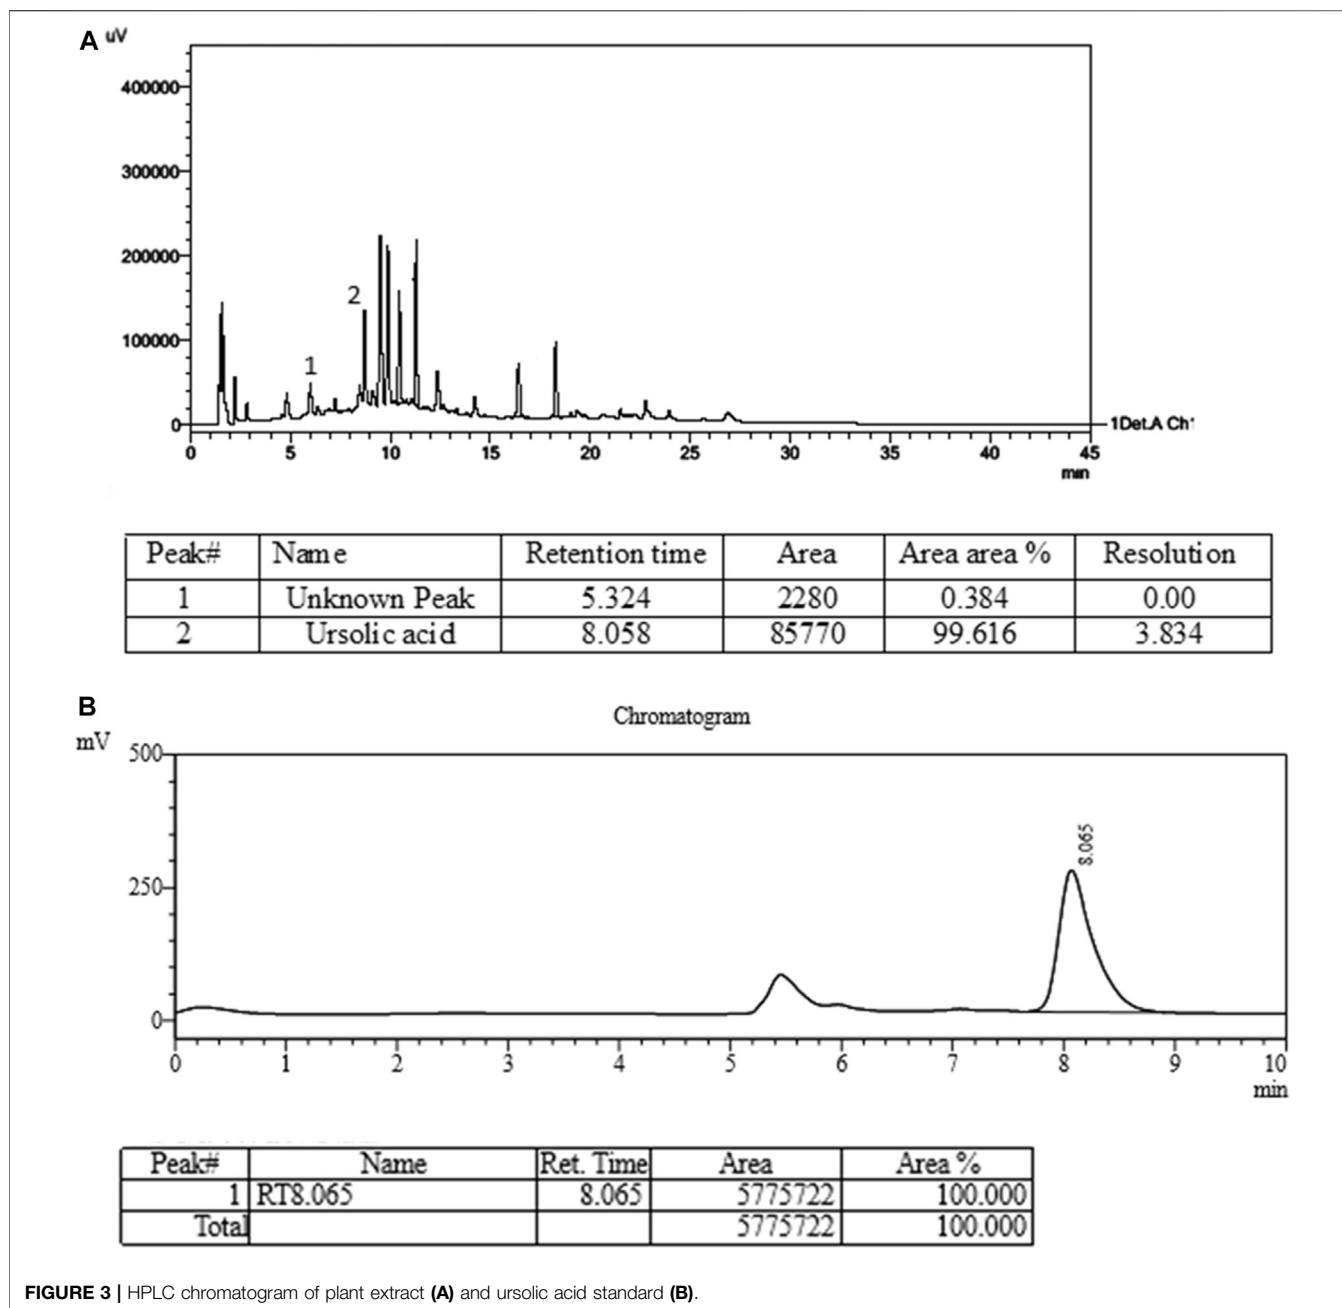 A uV
400000
300000
200000
100000
0
1
2
0 5 10 15 20 25 30 35 40 45
min
1Det.A Ch1
Peak# Name Retention time Area Area area % Resolution
1 Unknown Peak 5.324 2280 0.384 0.00
2 Ursolic acid 8.058 85770 99.616 3.834
B
Chromatogram
mV
500
250
0
8.065
0 1 2 3 4 5 6 7 8 9 10
min
Peak# Name Ret. Time Area Area %
1 RT8.065 8.065 5775722 100.000
Total 5775722 100.000
FIGURE 3 | HPLC chromatogram of plant extract (A) and ursolic acid standard (B).